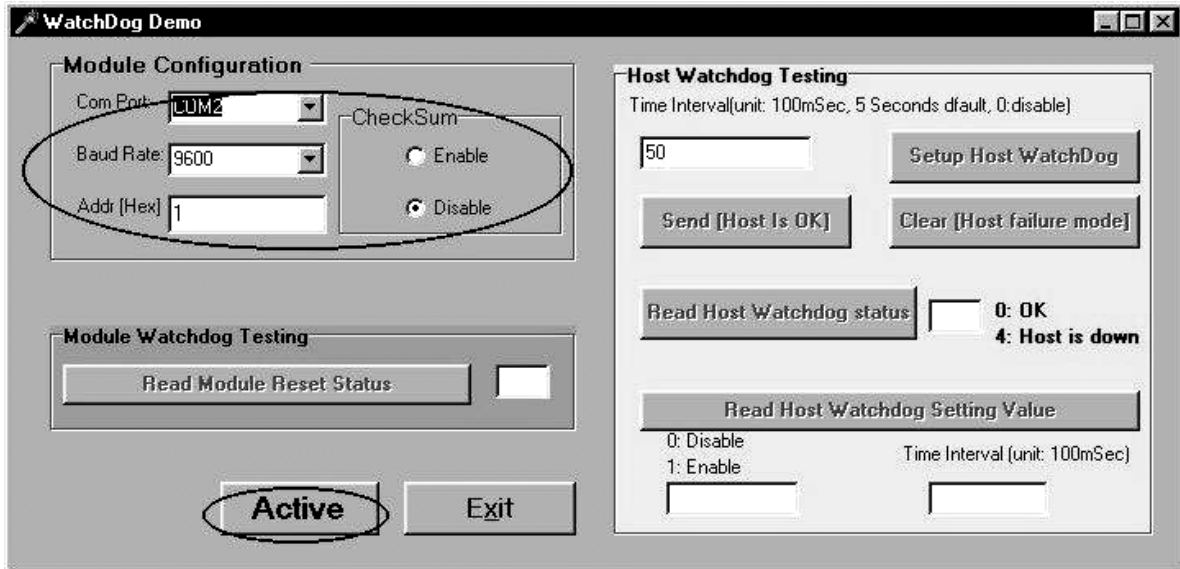 WatchDog Demo
Module Configuration
Com Port:
COM2
CheckSum
Baud Rate:
9600
Enable
Addr [Hex]
1
Disable
Module Watchdog Testing
Read Module Reset Status
Active
Exit
Host Watchdog Testing
Time Interval(unit: 100mSec, 5 Seconds dfault, 0:disable)
50
Setup Host WatchDog
Send [Host Is OK]
Clear [Host failure mode]
Read Host Watchdog status
0: OK
4: Host is down
Read Host Watchdog Setting Value
0: Disable
1: Enable
Time Interval (unit: 100mSec)